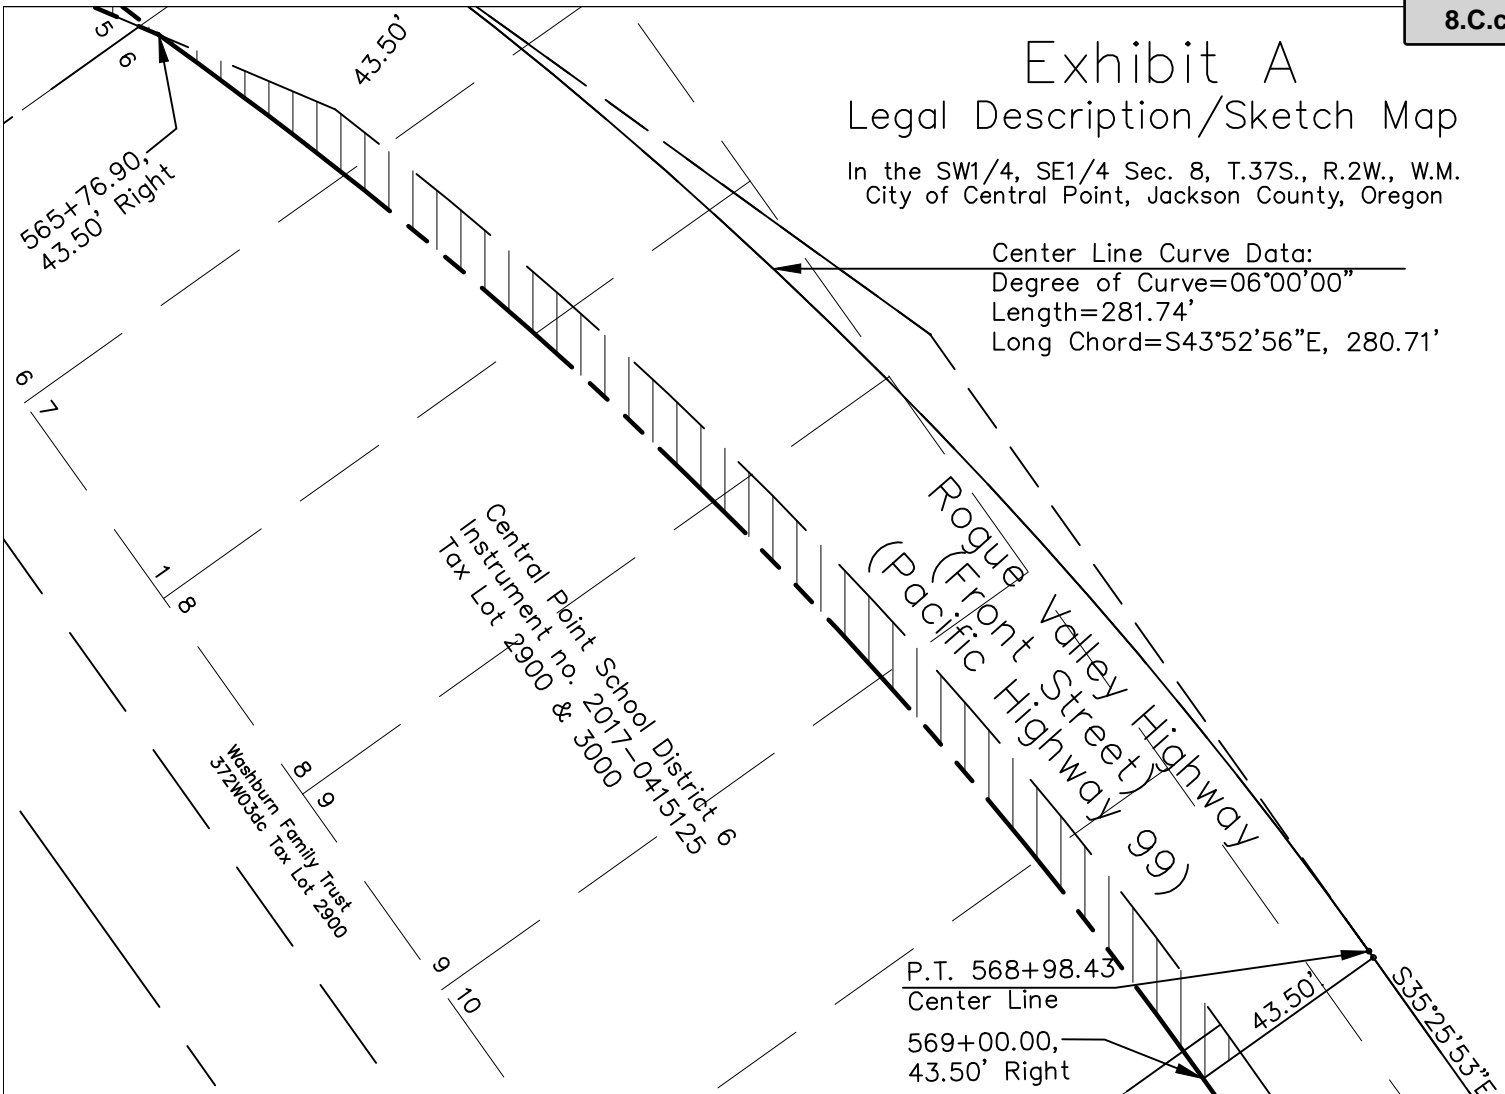 8.C.c
Exhibit A
Legal Description/Sketch Map
In the SW1/4, SE1/4 Sec. 8, T.37S., R.2W., W.M.
City of Central Point, Jackson County, Oregon
Center Line Curve Data:
Degree of Curve=06°00'00"
Length=281.74'
Long Chord=S43°52'56"E, 280.71'
43.50'
5
6
565+76.90,
43.50' Right
6
7
1
8
8
9
9
10
Central Point School District 6
Instrument no. 2017-0415125
Tax Lot 2900 & 3000
Washburn Family Trust
372W03dc Tax Lot 2900
Rogue Valley Highway
(Front Street)
(Pacific Highway 99)
P.T. 568+98.43
Center Line
569+00.00,
43.50' Right
43.50'
S35°25'53"E